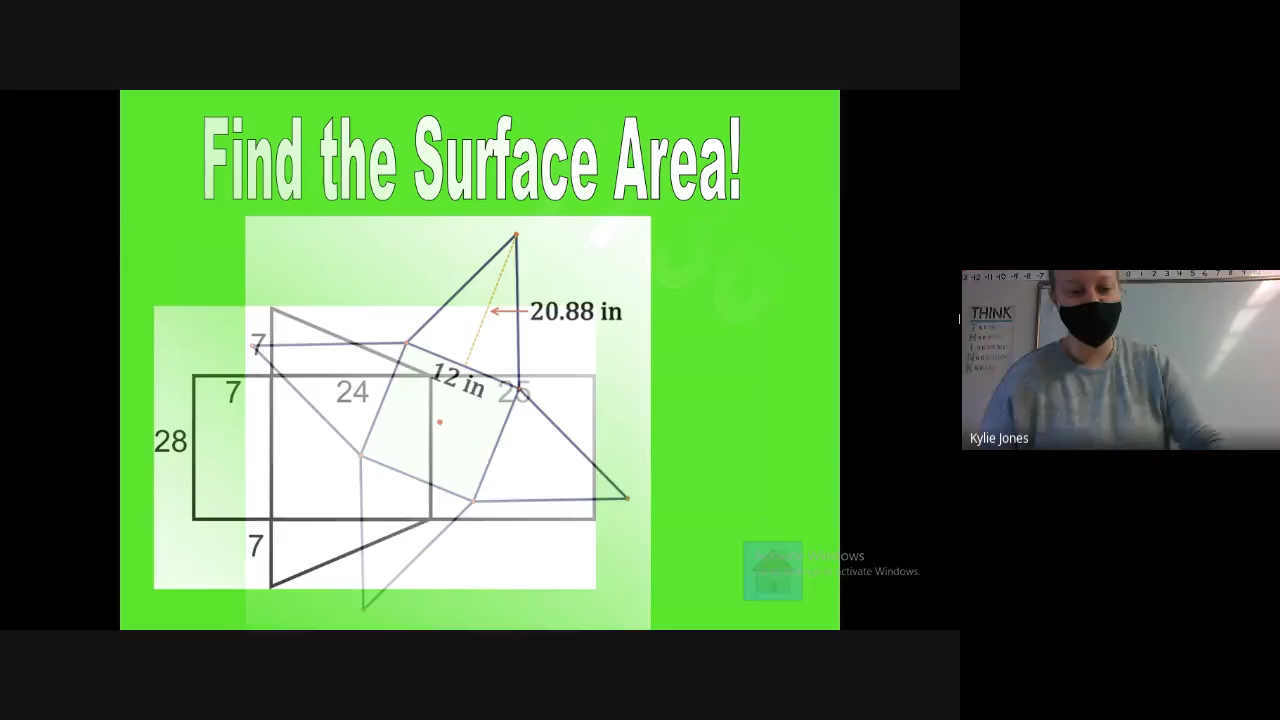 Find the Surface Area!
20.88 in
12 in
7
7
24
25
28
7
THINK
Kylie Jones